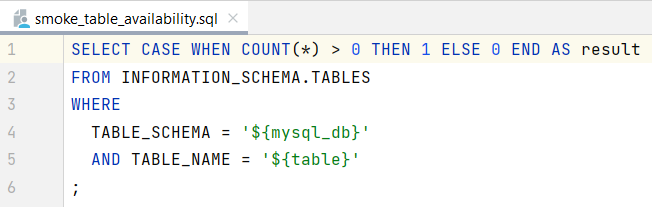 smoke_table_availability.sql
1 SELECT CASE WHEN COUNT(*) > 0 THEN 1 ELSE 0 END AS result
2 FROM INFORMATION_SCHEMA.TABLES
3 WHERE
4   TABLE_SCHEMA = '${mysql_db}'
5   AND TABLE_NAME = '${table}'
6 ;